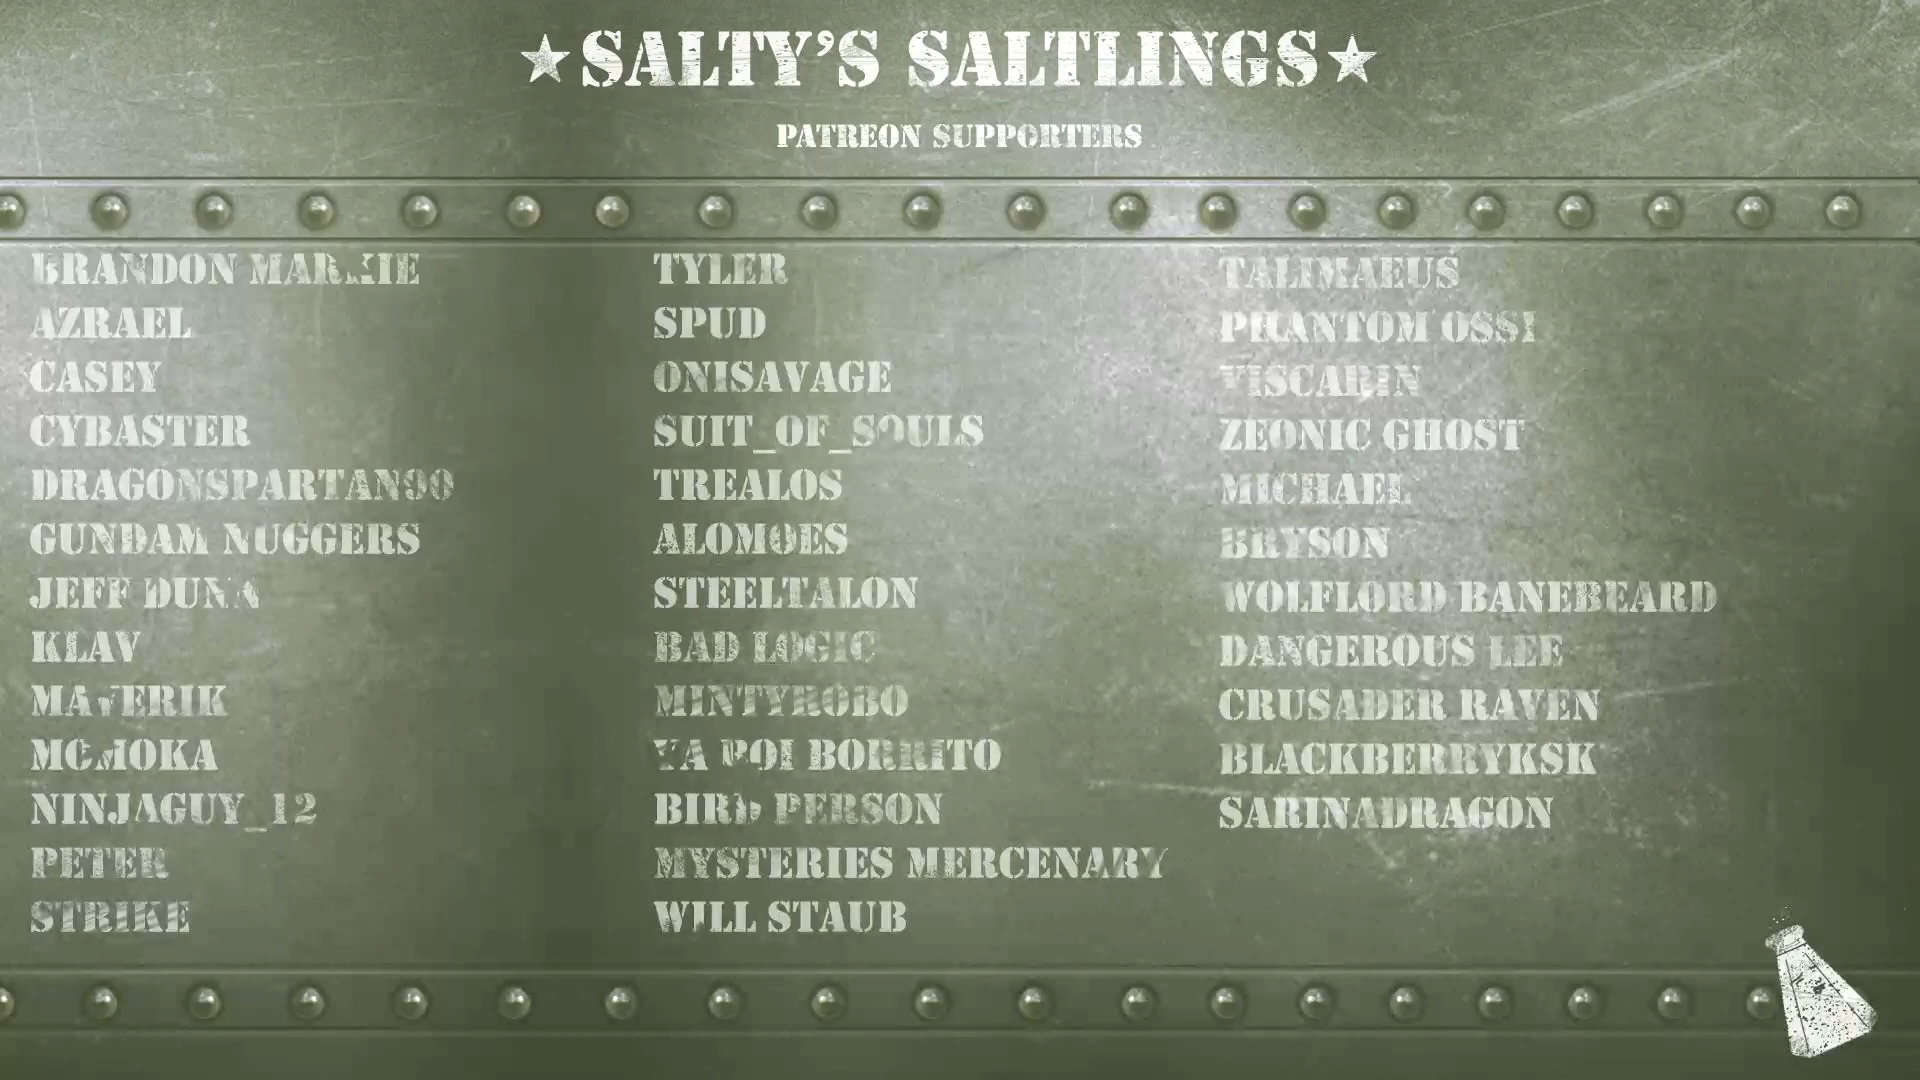 ★SALTY'S SALTLINGS★
PATREON SUPPORTERS
BRANDON MARKIE
AZRAEL
CASEY
CYBASTER
DRAGONSPARTAN90
GUNDAM NUGGERS
JEFF DUNN
KLAV
MAVERIK
MOMOKA
NINJAGUY_12
PETER
STRIKE
TYLER
SPUD
ONISAVAGE
SUIT_OF_SOULS
TREALOS
ALOMOES
STEELTALON
BAD LOGIC
MINTYROBO
YA BOI BORRITO
BIRD PERSON
MYSTERIES MERCENARY
WILL STAUB
TALIMAEUS
PHANTOM OSSI
VISCARIN
ZEONIC GHOST
MICHAEL
BRYSON
WOLFLORD BANEBEARD
DANGEROUS LEE
CRUSADER RAVEN
BLACKBERRYKSK
SARINADRAGON